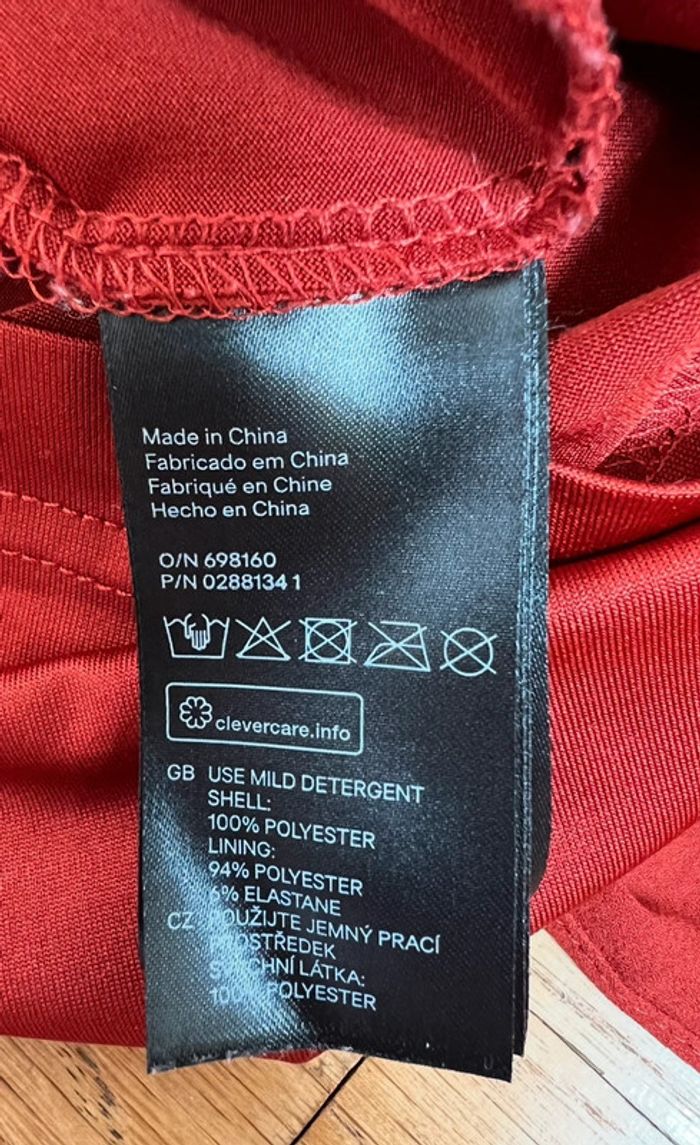 Made in China
Fabricado em China
Fabriqué en Chine
Hecho en China
O/N 698160
P/N 0288134 1
clevercare.info
GB USE MILD DETERGENT
SHELL:
100% POLYESTER
LINING:
94% POLYESTER
6% ELASTANE
CZ POUŽIJTE JEMNÝ PRACÍ
PROSTŘEDEK
LÁTKA:
100% POLYESTER